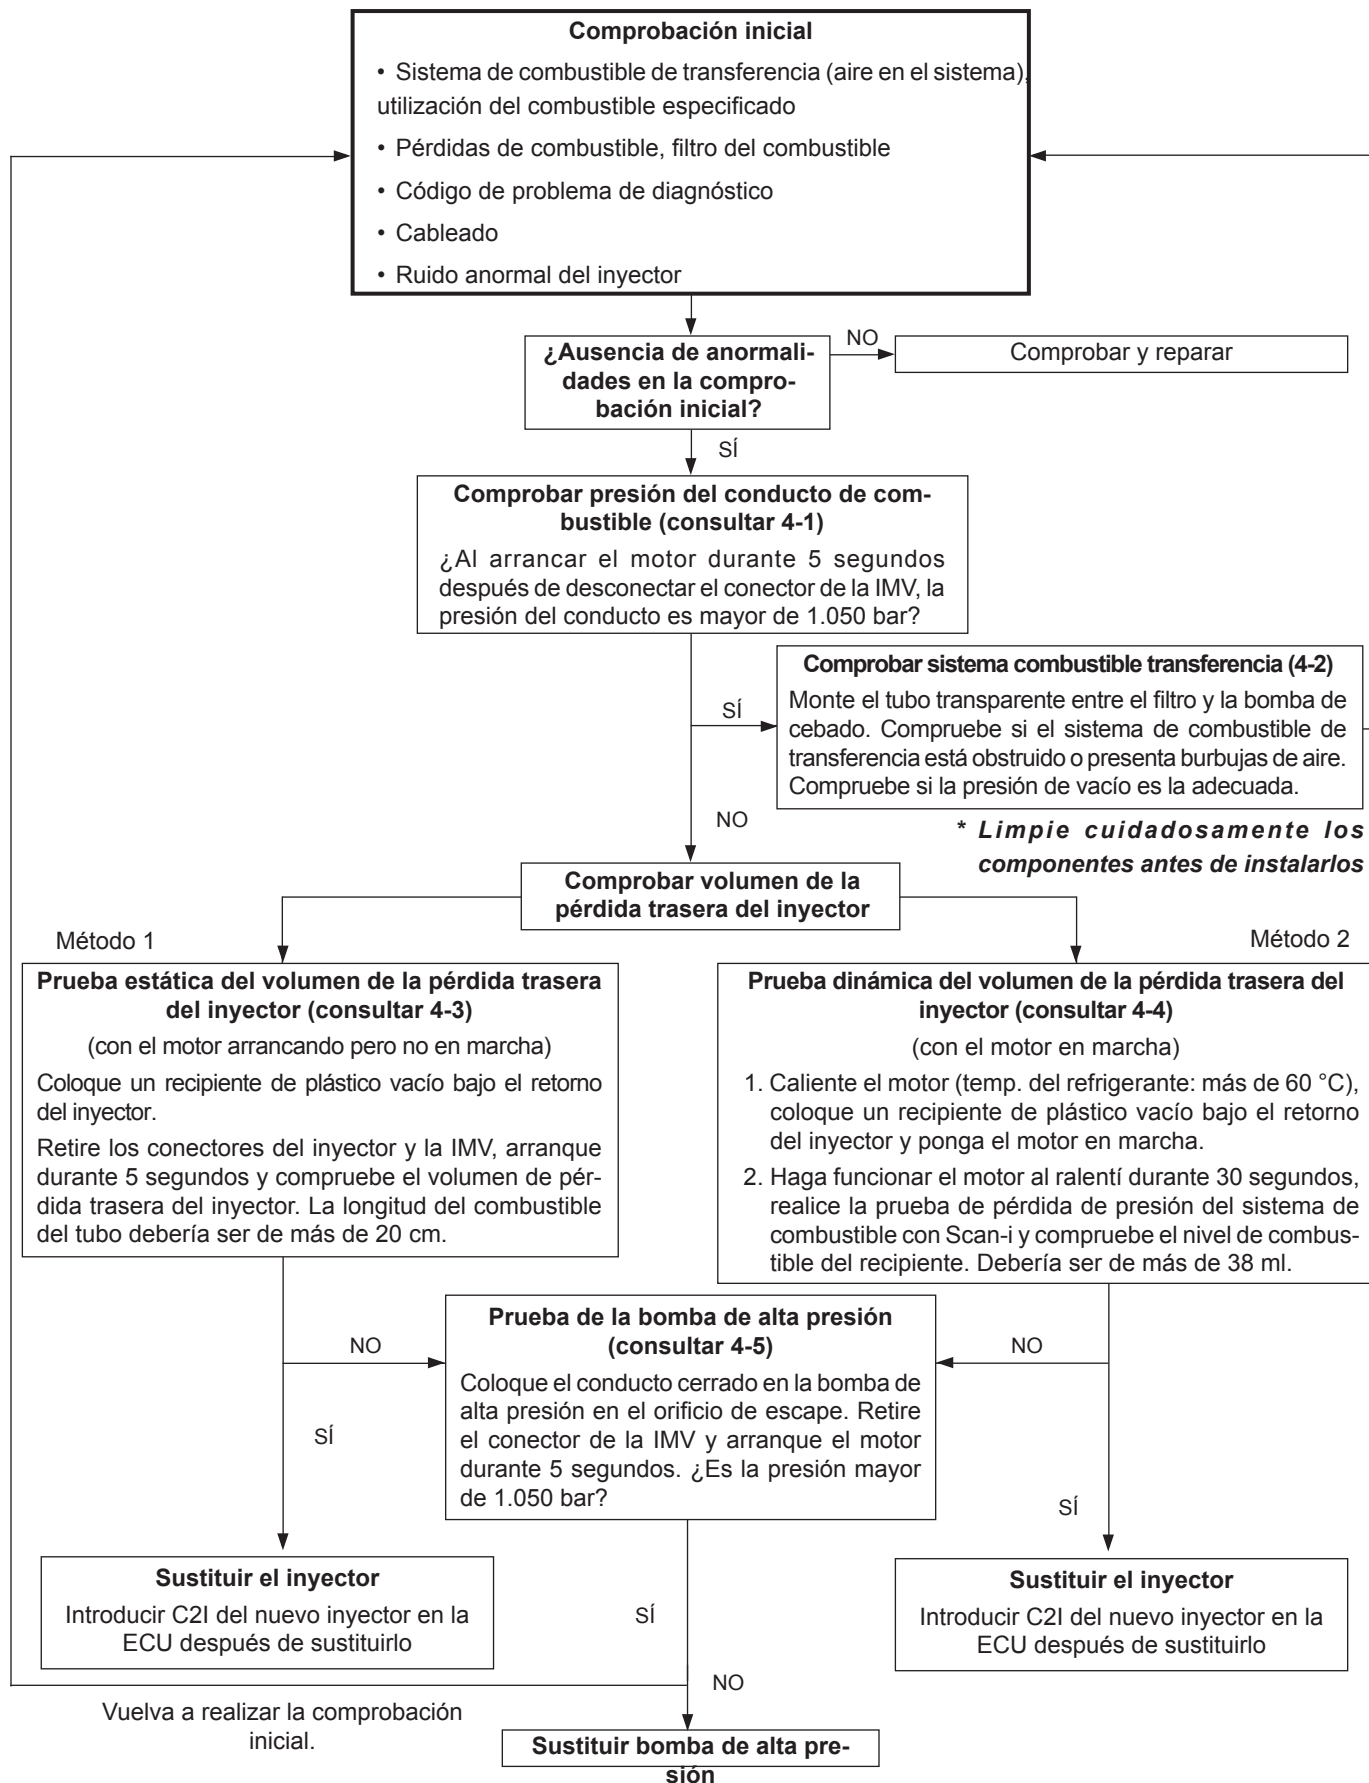 Comprobación inicial
• Sistema de combustible de transferencia (aire en el sistema),
utilización del combustible especificado
• Pérdidas de combustible, filtro del combustible
• Código de problema de diagnóstico
• Cableado
• Ruido anormal del inyector
¿Ausencia de anormali-
dades en la compro-
bación inicial?
NO
Comprobar y reparar
SÍ
Comprobar presión del conducto de com-
bustible (consultar 4-1)
¿Al arrancar el motor durante 5 segundos
después de desconectar el conector de la IMV, la
presión del conducto es mayor de 1.050 bar?
SÍ
Comprobar sistema combustible transferencia (4-2)
Monte el tubo transparente entre el filtro y la bomba de
cebado. Compruebe si el sistema de combustible de
transferencia está obstruido o presenta burbujas de aire.
Compruebe si la presión de vacío es la adecuada.
NO
* Limpie cuidadosamente los
componentes antes de instalarlos
Comprobar volumen de la
pérdida trasera del inyector
Método 1
Prueba estática del volumen de la pérdida trasera
del inyector (consultar 4-3)
(con el motor arrancando pero no en marcha)
Coloque un recipiente de plástico vacío bajo el retorno
del inyector.
Retire los conectores del inyector y la IMV, arranque
durante 5 segundos y compruebe el volumen de pér-
dida trasera del inyector. La longitud del combustible
del tubo debería ser de más de 20 cm.
Método 2
Prueba dinámica del volumen de la pérdida trasera del
inyector (consultar 4-4)
(con el motor en marcha)
1. Caliente el motor (temp. del refrigerante: más de 60 °C),
coloque un recipiente de plástico vacío bajo el retorno
del inyector y ponga el motor en marcha.
2. Haga funcionar el motor al ralentí durante 30 segundos,
realice la prueba de pérdida de presión del sistema de
combustible con Scan-i y compruebe el nivel de combus-
tible del recipiente. Debería ser de más de 38 ml.
NO
Prueba de la bomba de alta presión
(consultar 4-5)
Coloque el conducto cerrado en la bomba de
alta presión en el orificio de escape. Retire
el conector de la IMV y arranque el motor
durante 5 segundos. ¿Es la presión mayor
de 1.050 bar?
NO
SÍ
SÍ
Sustituir el inyector
Introducir C2I del nuevo inyector en la
ECU después de sustituirlo
SÍ
Sustituir el inyector
Introducir C2I del nuevo inyector en la
ECU después de sustituirlo
NO
Vuelva a realizar la comprobación
inicial.
Sustituir bomba de alta pre-
sión